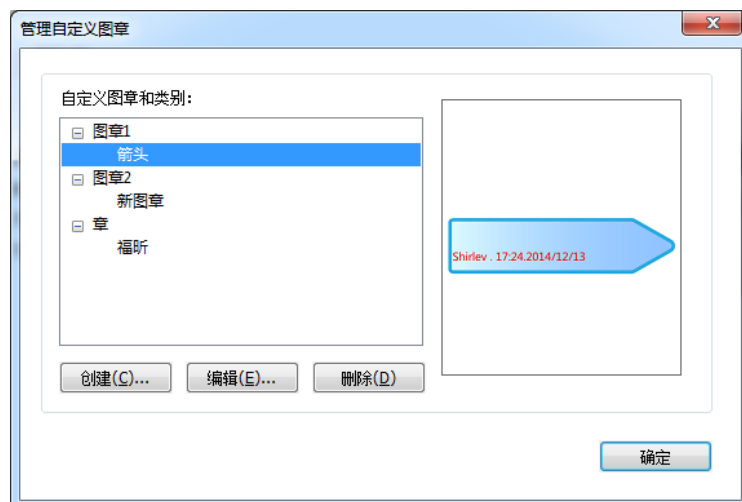 管理自定义图章
自定义图章和类别:
图章1
箭头
图章2
新图章
章
福昕
Shirlev . 17:24.2014/12/13
创建(C)...
编辑(E)...
删除(D)
确定